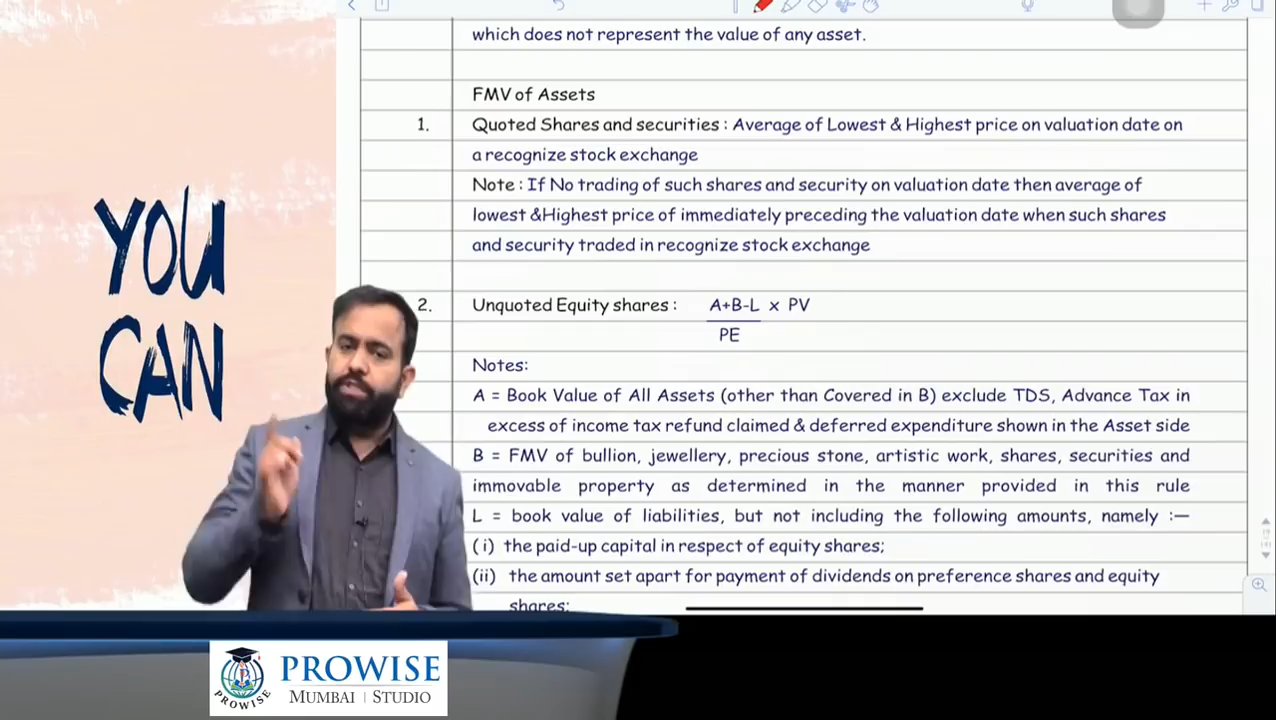 which does not represent the value of any asset.
FMV of Assets
1. Quoted Shares and securities : Average of Lowest & Highest price on valuation date on
a recognize stock exchange
Note : If No trading of such shares and security on valuation date then average of
lowest &Highest price of immediately preceding the valuation date when such shares
and security traded in recognize stock exchange
2. Unquoted Equity shares : A+B-L x PV
PE
Notes:
A = Book Value of All Assets (other than Covered in B) exclude TDS, Advance Tax in
excess of income tax refund claimed & deferred expenditure shown in the Asset side
B = FMV of bullion, jewellery, precious stone, artistic work, shares, securities and
immovable property as determined in the manner provided in this rule
L = book value of liabilities, but not including the following amounts, namely :—
(i) the paid-up capital in respect of equity shares;
(ii) the amount set apart for payment of dividends on preference shares and equity
shares;
YOU
CAN
PROWISE
MUMBAI | STUDIO
PROWISE